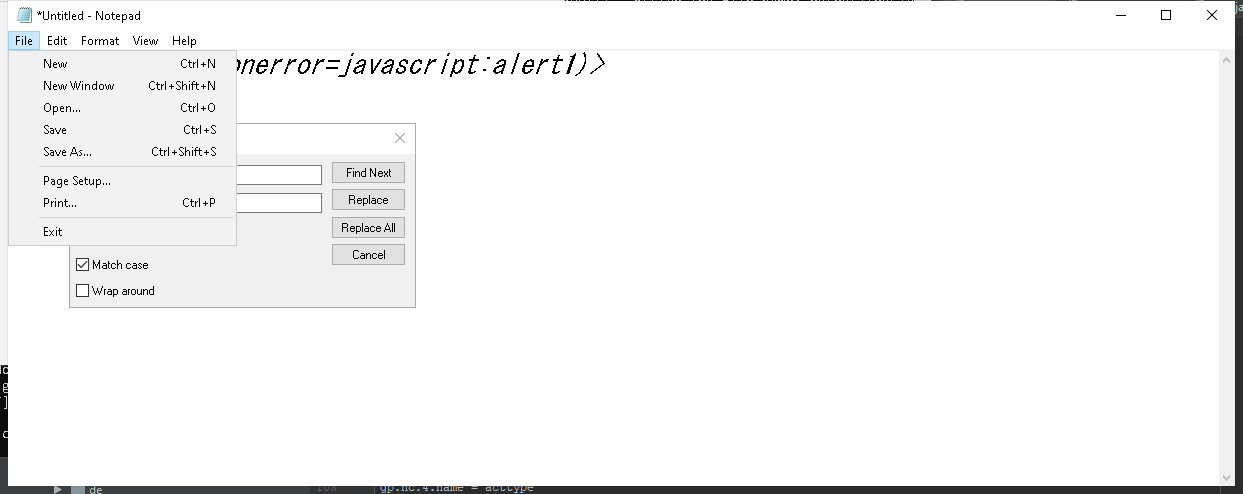 *Untitled - Notepad
File Edit Format View Help
New Ctrl+N
New Window Ctrl+Shift+N
Open... Ctrl+O
Save Ctrl+S
Save As... Ctrl+Shift+S
Page Setup...
Print... Ctrl+P
Exit
onerror=javascript:alert1)>
Find Next
Replace
Replace All
Cancel
Match case
Wrap around
de
gp.nc.4.name = acttype